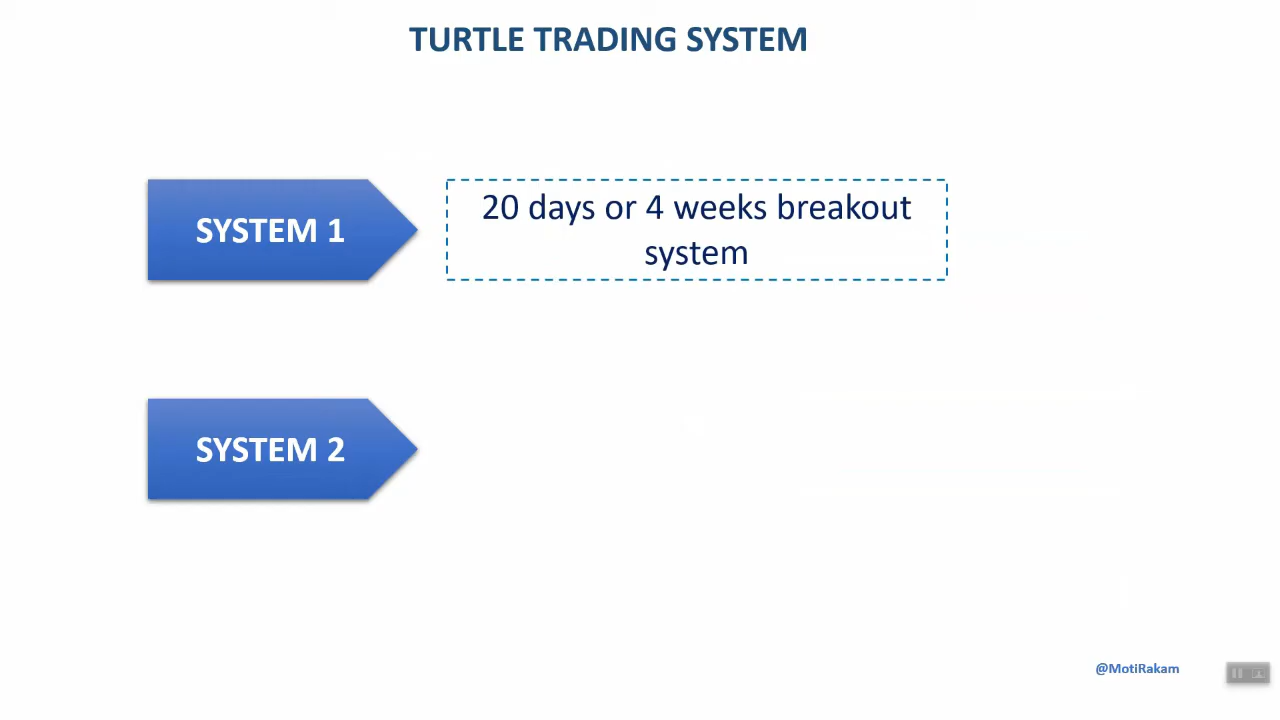 TURTLE TRADING SYSTEM
SYSTEM 1
20 days or 4 weeks breakout
system
SYSTEM 2
@MotiRakam